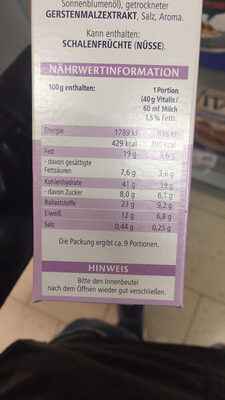 Sonnenblumenöl), getrockneter
GERSTENMALZEXTRAKT, Salz, Aroma.
Kann enthalten:
SCHALENFRÜCHTE (NÜSSE).
NÄHRWERTINFORMATION
100 g enthalten: 1 Portion
(40 g Vitalis/
60 ml Milch
1,5 % Fett):
Energie 1789 kJ 836 kJ
429 kcal 200 kcal
Fett 19 g 8,6 g
- davon gesättigte
Fettsäuren 7,6 g 3,6 g
Kohlenhydrate 41 g 19 g
- davon Zucker 8,0 g 6,1 g
Ballaststoffe 23 g 9,2 g
Eiweiß 12 g 6,8 g
Salz 0,44 g 0,25 g
Die Packung ergibt ca. 9 Portionen.
HINWEIS
Bitte den Innenbeutel
nach dem Öffnen wieder gut verschließen.